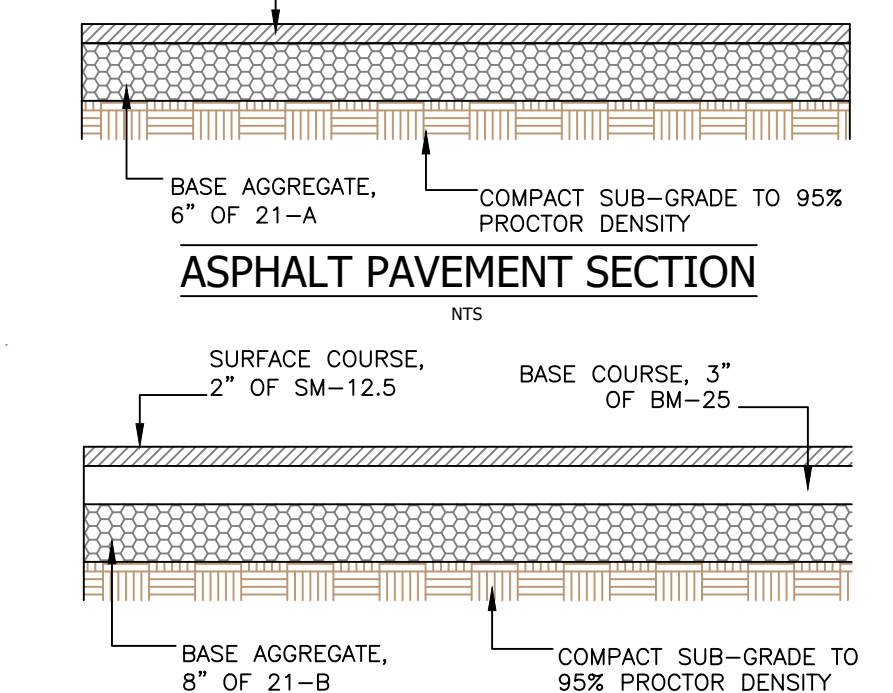 BASE AGGREGATE,
6” OF 21-A
COMPACT SUB-GRADE TO 95%
PROCTOR DENSITY
ASPHALT PAVEMENT SECTION
NTS
SURFACE COURSE,
2” OF SM-12.5
BASE COURSE, 3”
OF BM-25
BASE AGGREGATE,
8” OF 21-B
COMPACT SUB-GRADE TO
95% PROCTOR DENSITY